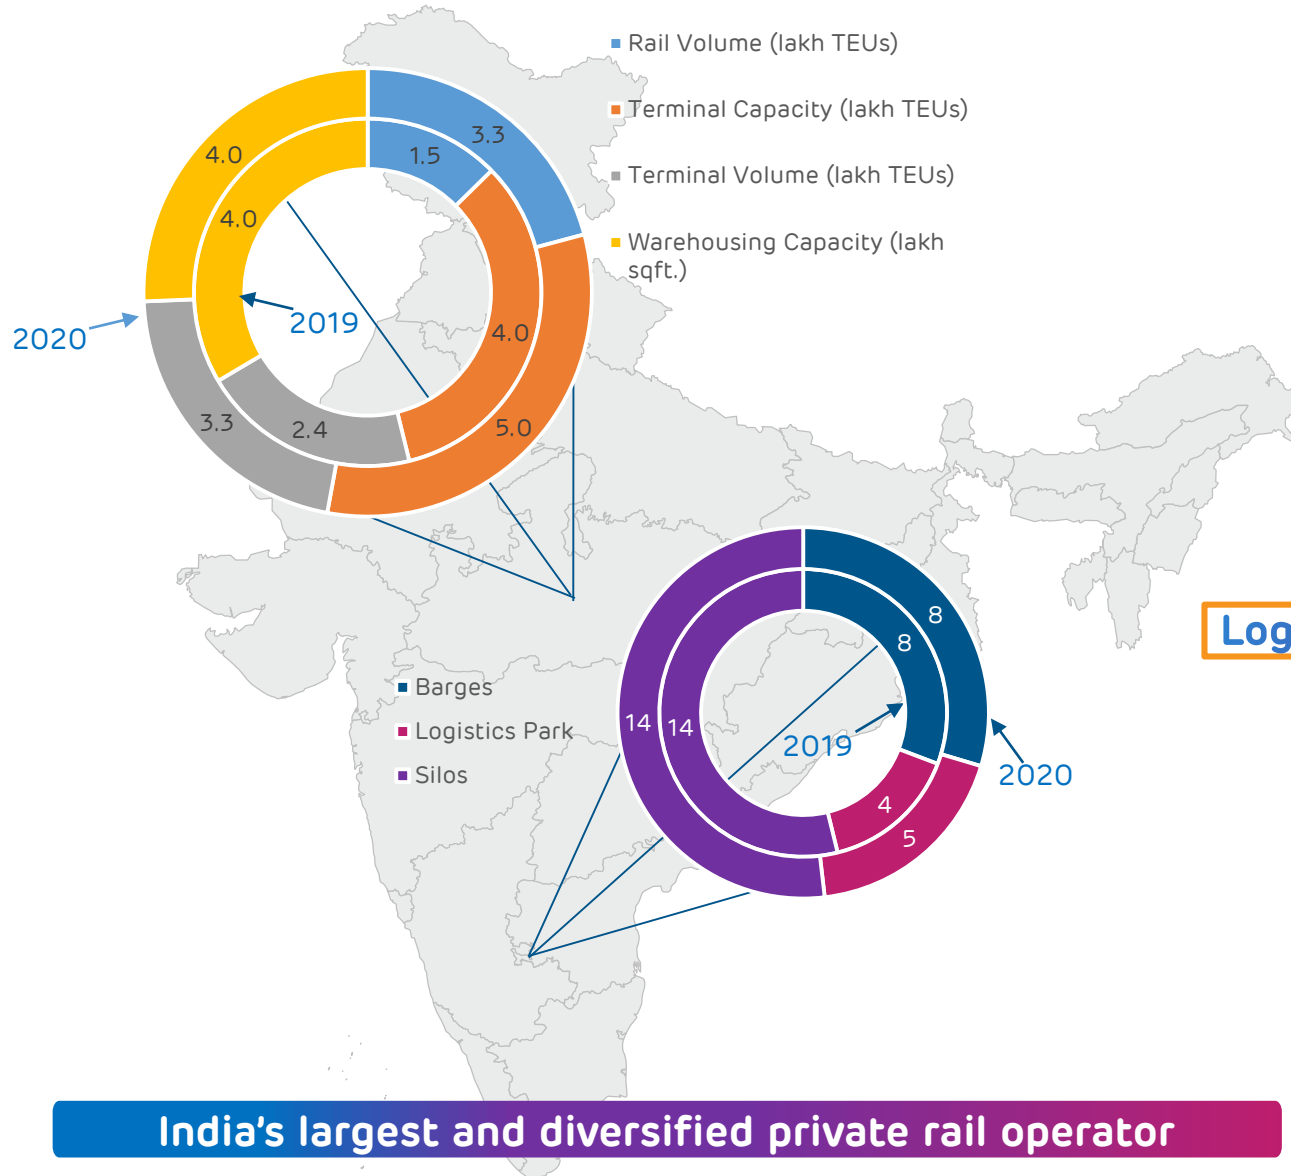 Rail Volume (lakh TEUs)
Terminal Capacity (lakh TEUs)
Terminal Volume (lakh TEUs)
Warehousing Capacity (lakh
sqft.)
3.3
1.5
4.0
4.0
2019
2020
4.0
5.0
3.3
2.4
Log
8
8
14
14
2019
2020
4
5
Barges
Logistics Park
Silos
India's largest and diversified private rail operator